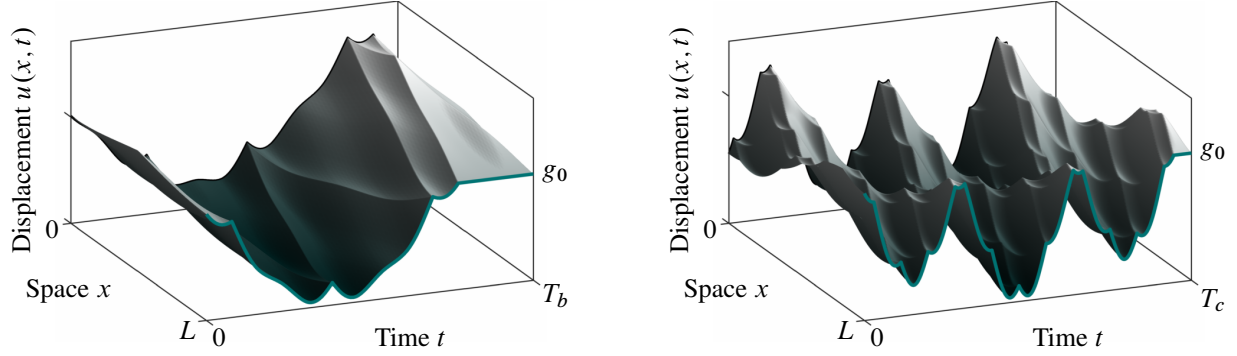 Displacement u(x, t)
g₀
0
Space x
L
0
Time t
T_b
Displacement u(x, t)
g₀
0
Space x
L
0
Time t
T_c